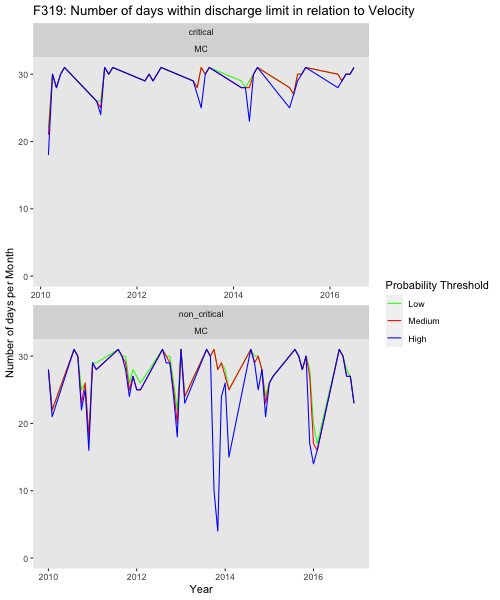 F319: Number of days within discharge limit in relation to Velocity
critical
MC
30
20
10
0
2010 2012 2014 2016
non_critical
MC
30
20
10
0
2010 2012 2014 2016
Year
Number of days per Month
Probability Threshold
Low
Medium
High